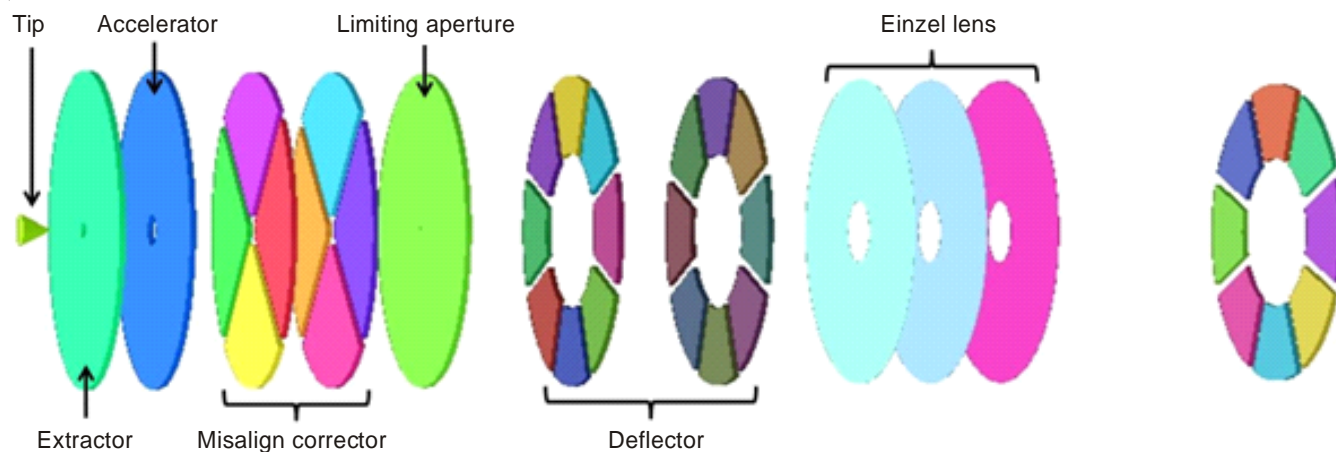 Tip
Accelerator
Limiting aperture
Einzel lens
Extractor
Misalign corrector
Deflector